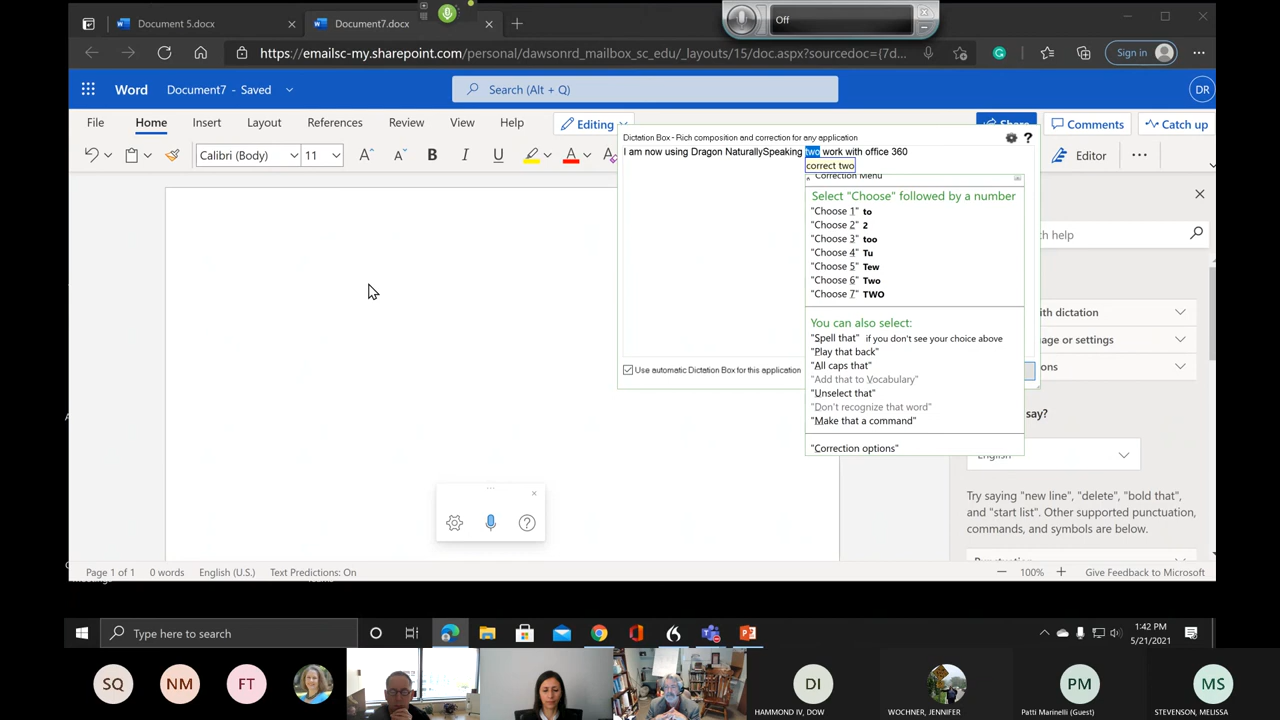 Document 5.docx
Document7.docx
Off
https://emailsc-my.sharepoint.com/personal/dawsonrd_mailbox_sc_edu/_layouts/15/doc.aspx?sourcedoc={7d...
Sign in
Word
Document7 - Saved
Search (Alt + Q)
DR
File
Home
Insert
Layout
References
Review
View
Help
Editing
Share
Comments
Catch up
Calibri (Body)
11
B
I
U
A
Editor
Dictation Box - Rich composition and correction for any application
I am now using Dragon NaturallySpeaking two work with office 360
correct two
Correction Menu
Select "Choose" followed by a number
"Choose 1" to
"Choose 2" 2
"Choose 3" too
"Choose 4" Tu
"Choose 5" Tew
"Choose 6" Two
"Choose 7" TWO
You can also select:
"Spell that" if you don't see your choice above
"Play that back"
"All caps that"
"Add that to Vocabulary"
"Unselect that"
"Don't recognize that word"
"Make that a command"
"Correction options"
Use automatic Dictation Box for this application
help
with dictation
or settings
say?
English
Try saying "new line", "delete", "bold that",
and "start list". Other supported punctuation,
commands, and symbols are below.
Punctuation
Page 1 of 1
0 words
English (U.S.)
Text Predictions: On
100%
Give Feedback to Microsoft
Type here to search
1:42 PM
5/21/2021
SQ
NM
FT
DI
PM
MS
HAMMOND IV, DOW
WOCHNER, JENNIFER
Patti Marinelli (Guest)
STEVENSON, MELISSA